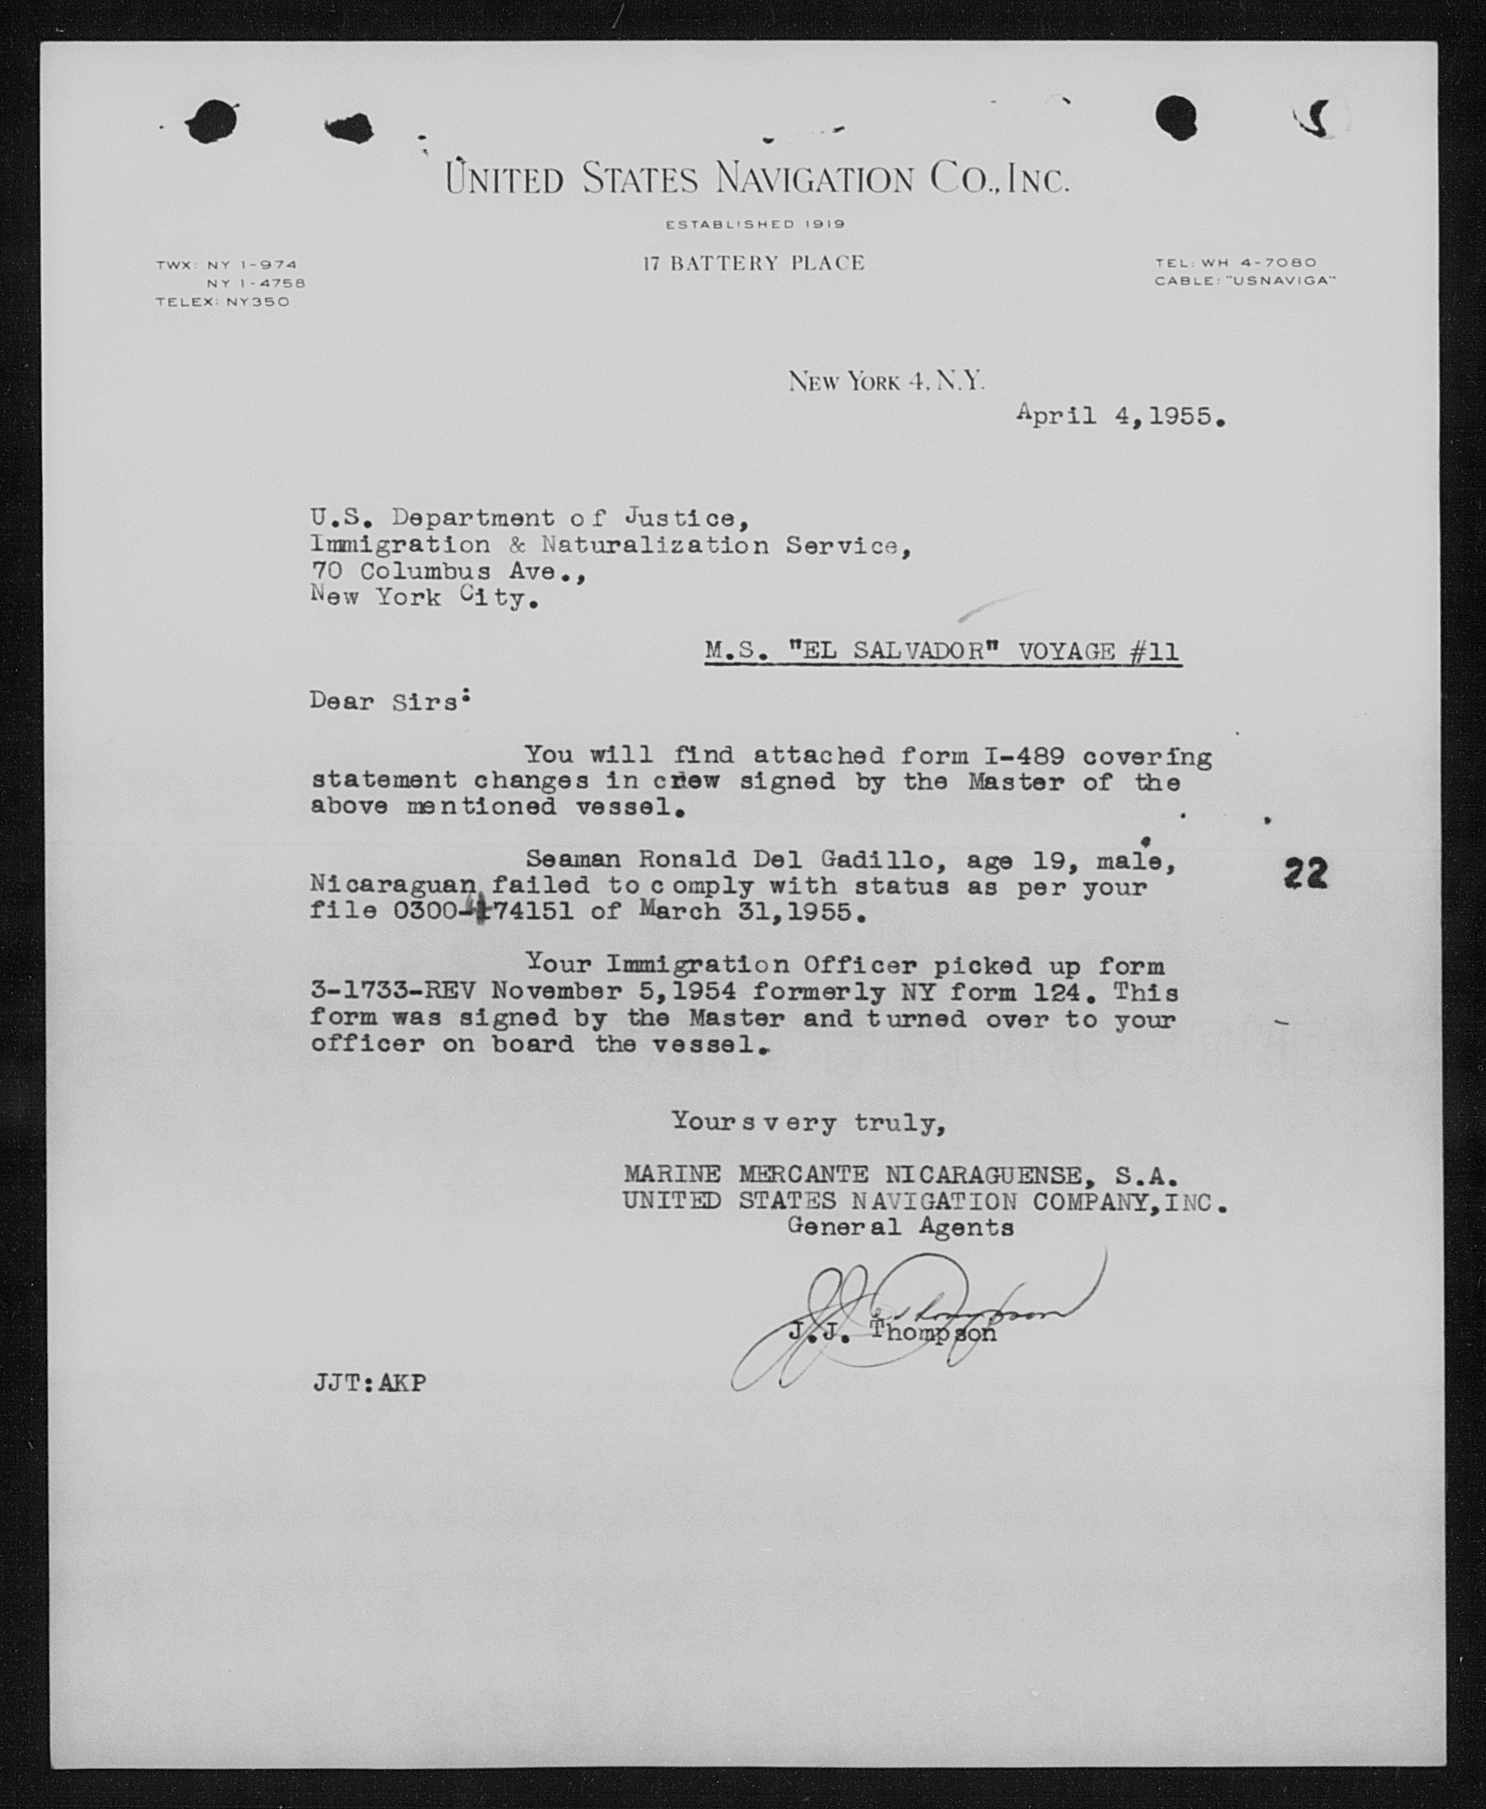 UNITED STATES NAVIGATION CO., INC.
ESTABLISHED 1919
17 BATTERY PLACE
TWX: NY 1-974
NY 1-4758
TELEX: NY350
TEL: WH 4-7080
CABLE: "USNAVIGA"
NEW YORK 4, N.Y.
April 4,1955.
U.S. Department of Justice,
Immigration & Naturalization Service,
70 Columbus Ave.,
New York City.
M.S. "EL SALVADOR" VOYAGE #11
Dear Sirs:
You will find attached form I-489 covering
statement changes in crew signed by the Master of the
above mentioned vessel.
Seaman Ronald Del Gadillo, age 19, male,
22
Nicaraguan, failed to comply with status as per your
file 0300-474151 of March 31,1955.
Your Immigration Officer picked up form
3-1733-REV November 5,1954 formerly NY form 124. This
form was signed by the Master and turned over to your
officer on board the vessel.
Yours very truly,
MARINE MERCANTE NICARAGUENSE, S.A.
UNITED STATES NAVIGATION COMPANY,INC.
General Agents
J.J. Thompson
J.J. Thompson
JJT:AKP